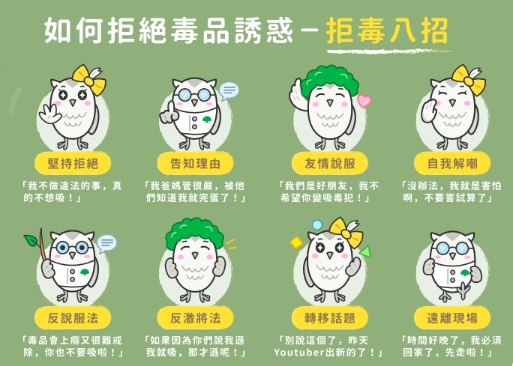 如何拒絕毒品誘惑－拒毒八招
堅持拒絕
「我不做違法的事，真
的不想吸！」
告知理由
「我爸媽管很嚴，被他
們知道我就完蛋了！」
友情說服
「我們是好朋友，我不
希望你變吸毒犯！」
自我解嘲
「沒辦法，我就是害怕
啊，不要嘗試算了」
反說服法
「毒品會上癮又很難戒
除，你也不要吸啦！」
反激將法
「如果因為你們說我遜
我就吸，那才遜呢！」
轉移話題
「別說這個了，昨天
Youtuber出新的了！」
遠離現場
「時間好晚了，我必須
回家了，先走啦！」